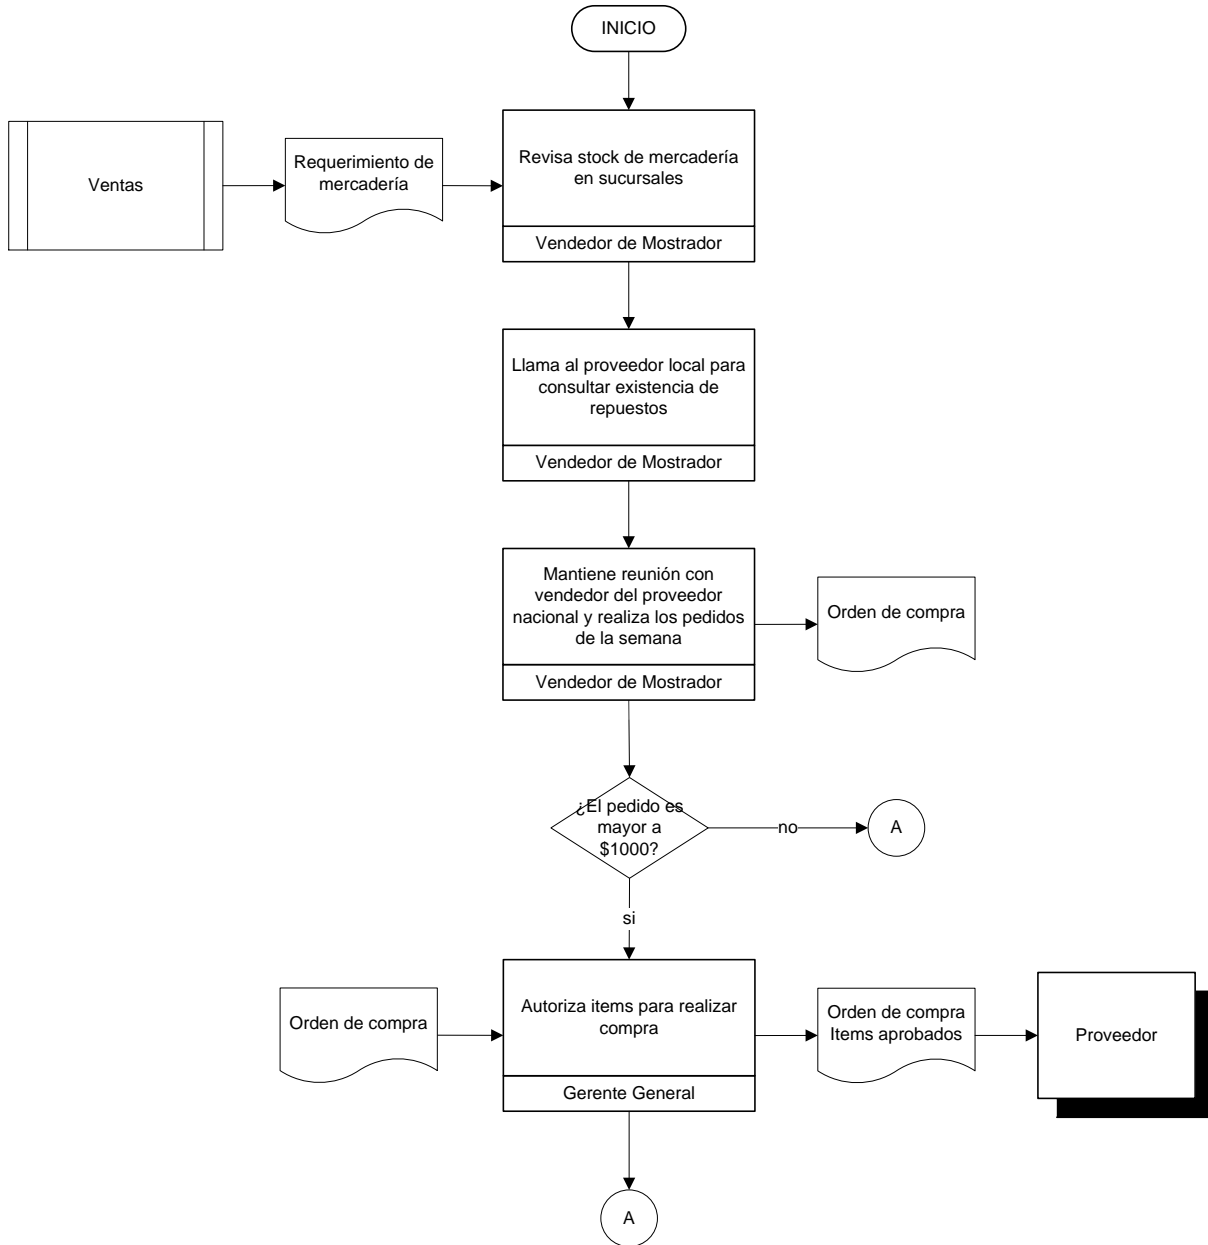 INICIO
Ventas
Requerimiento de
mercadería
Revisa stock de mercadería
en sucursales
Vendedor de Mostrador
Llama al proveedor local para
consultar existencia de
repuestos
Vendedor de Mostrador
Mantiene reunión con
vendedor del proveedor
nacional y realiza los pedidos
de la semana
Vendedor de Mostrador
Orden de compra
¿El pedido es
mayor a
$1000?
no
A
si
Orden de compra
Autoriza items para realizar
compra
Gerente General
Orden de compra
Items aprobados
Proveedor
A